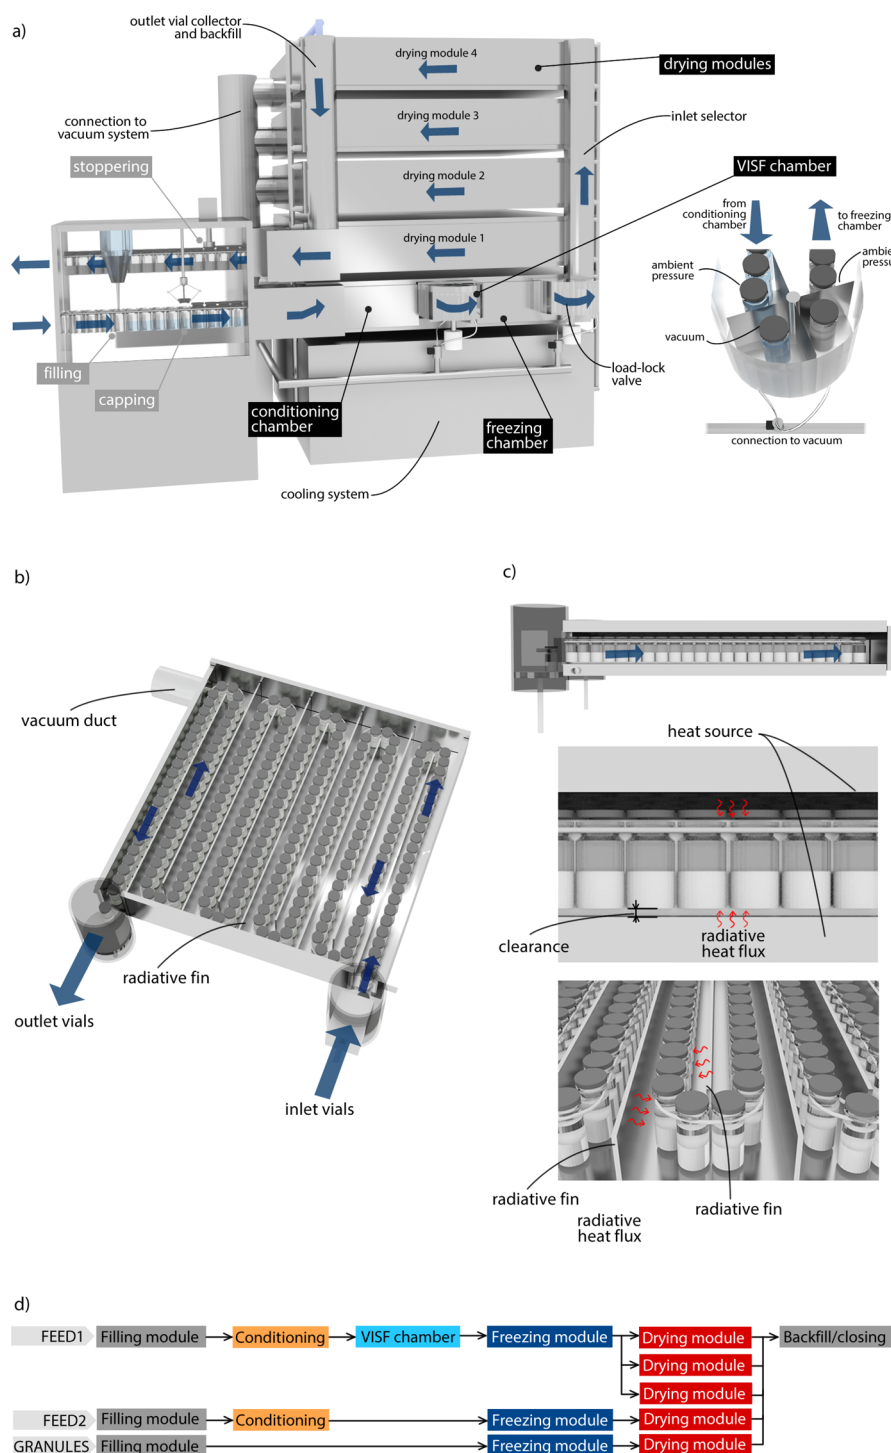 a)
outlet vial collector
and backfill
drying module 4
drying modules
connection to
vacuum system
drying module 3
inlet selector
stoppering
VISF chamber
drying module 2
from
conditioning
chamber
to freezing
chamber
drying module 1
ambient
pressure
ambient
pressu
vacuum
filling
capping
load-lock
valve
conditioning
chamber
freezing
chamber
connection to vacuum
cooling system
b)
vacuum duct
radiative fin
outlet vials
inlet vials
c)
heat source
clearance
radiative
heat flux
radiative fin
radiative fin
radiative
heat flux
d)
FEED1 Filling module Conditioning VISF chamber Freezing module Drying module Backfill/closing
Drying module
Drying module
FEED2 Filling module Conditioning Freezing module Drying module
GRANULES Filling module Freezing module Drying module